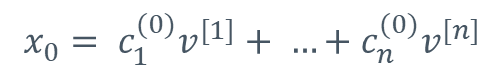 x₀ = c₁⁽⁰⁾v^[1] + … + cₙ⁽⁰⁾v^[n]